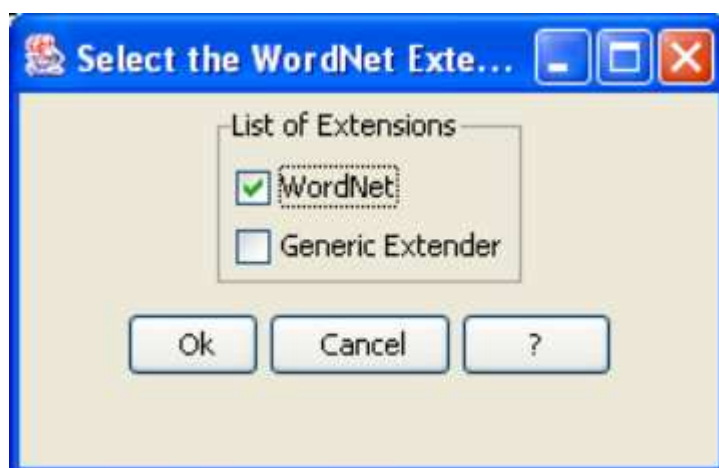 Select the WordNet Exte...
List of Extensions
WordNet
Generic Extender
Ok Cancel ?